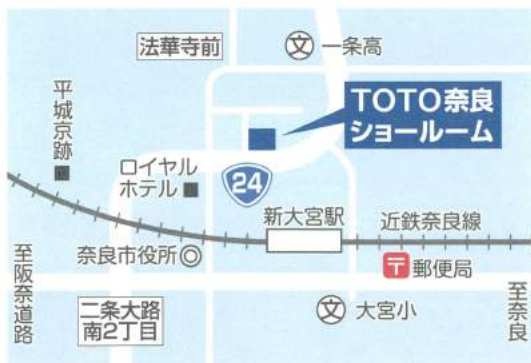 法華寺前
文 一条高
TOTO奈良
ショールーム
平城京跡
ロイヤル
ホテル
24
新大宮駅
近鉄奈良線
奈良市役所
〒郵便局
至阪奈道路
二条大路
南2丁目
文 大宮小
至奈良